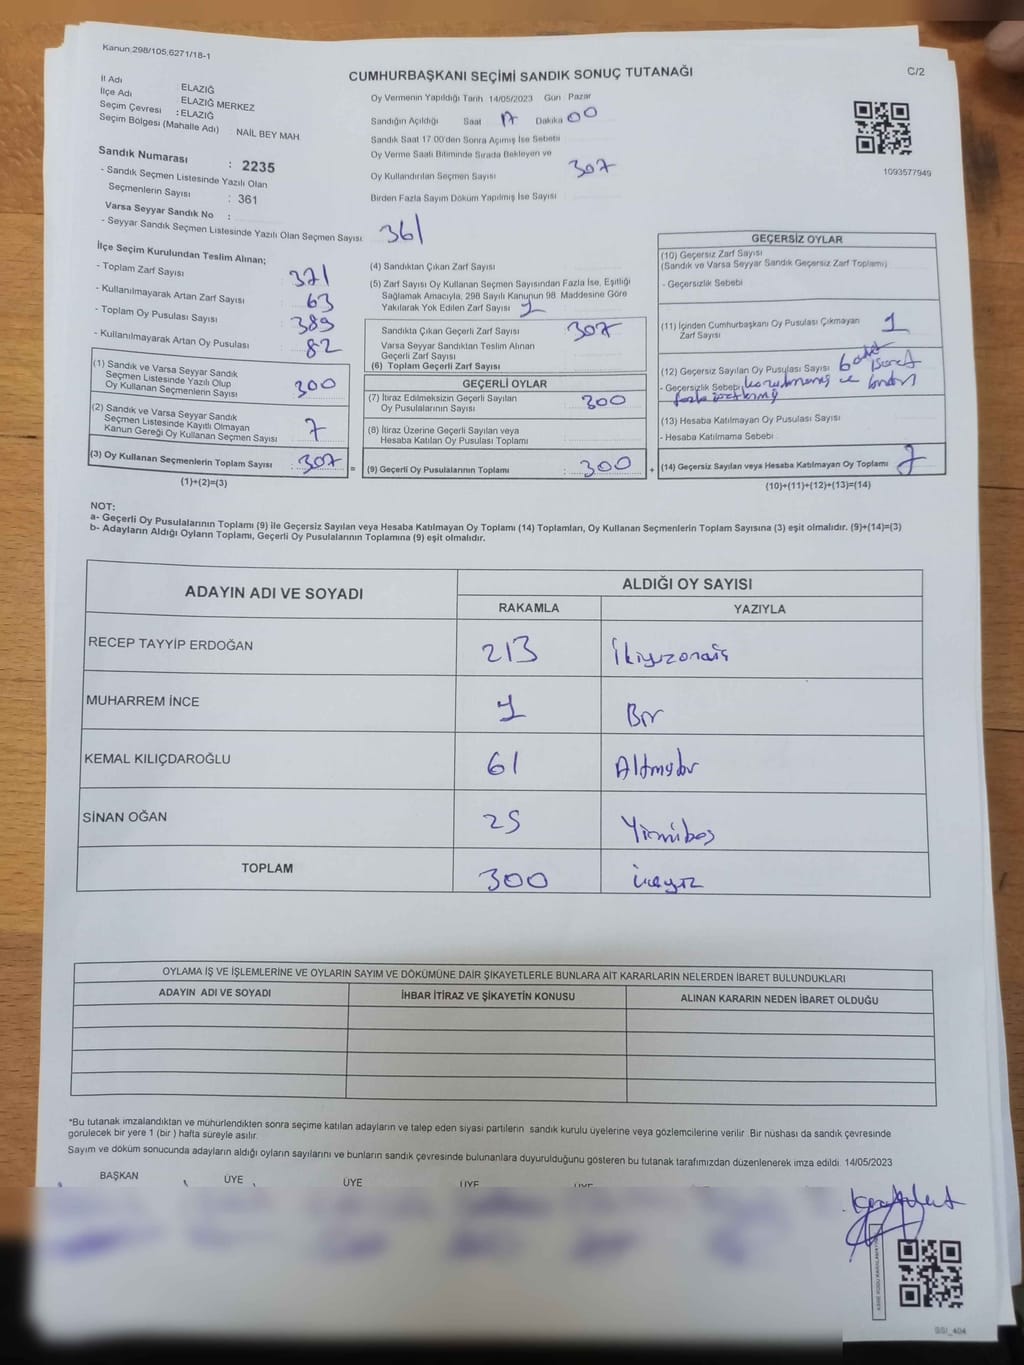 Kanun:298/105,6271/18-1
CUMHURBAŞKANI SEÇİMİ SANDIK SONUÇ TUTANAĞI
C/2
İl Adı : ELAZIĞ
İlçe Adı : ELAZIĞ MERKEZ
Seçim Çevresi : ELAZIĞ
Seçim Bölgesi (Mahalle Adı) : NAİL BEY MAH
Sandık Numarası : 2235
- Sandık Seçmen Listesinde Yazılı Olan
Seçmenlerin Sayısı : 361
Varsa Seyyar Sandık No :
- Seyyar Sandık Seçmen Listesinde Yazılı Olan Seçmen Sayısı: 361
Oy Vermenin Yapıldığı Tarih 14/05/2023 Gün Pazar
Sandığın Açıldığı Saat 17 Dakika 00
Sandık Saat 17 00'den Sonra Açımış İse Sebebi
Oy Verme Saati Bitiminde Sırada Bekleyen ve
Oy Kullandırılan Seçmen Sayısı 307
Birden Fazla Sayım Döküm Yapılmış İse Sayısı
1093577949
İlçe Seçim Kurulundan Teslim Alınan;
- Toplam Zarf Sayısı 371
- Kullanılmayarak Artan Zarf Sayısı 63
- Toplam Oy Pusulası Sayısı 389
- Kullanılmayarak Artan Oy Pusulası 82
(1) Sandık ve Varsa Seyyar Sandık
Seçmen Listesinde Yazılı Olup
Oy Kullanan Seçmenlerin Sayısı 300
(2) Sandık ve Varsa Seyyar Sandık
Seçmen Listesinde Kayıtlı Olmayan
Kanun Gereği Oy Kullanan Seçmen Sayısı : 7
(3) Oy Kullanan Seçmenlerin Toplam Sayısı : 307 =
(1)+(2)=(3)
(4) Sandıktan Çıkan Zarf Sayısı
(5) Zarf Sayısı Oy Kullanan Seçmen Sayısından Fazla İse, Eşitliği
Sağlamak Amacıyla, 298 Sayılı Kanunun 98. Maddesine Göre
Yakılarak Yok Edilen Zarf Sayısı : 1
Sandıkta Çıkan Geçerli Zarf Sayısı 307
Varsa Seyyar Sandıktan Teslim Alınan
Geçerli Zarf Sayısı
(6) Toplam Geçerli Zarf Sayısı
GEÇERLİ OYLAR
(7) İtiraz Edilmeksizin Geçerli Sayılan
Oy Pusulalarının Sayısı 300
(8) İtiraz Üzerine Geçerli Sayılan veya
Hesaba Katılan Oy Pusulası Toplamı
(9) Geçerli Oy Pusulalarının Toplamı : 300 +
GEÇERSİZ OYLAR
(10) Geçersiz Zarf Sayısı
(Sandık ve Varsa Seyyar Sandık Geçersiz Zarf Toplamı)
- Geçersizlik Sebebi
(11) İçinden Cumhurbaşkanı Oy Pusulası Çıkmayan
Zarf Sayısı 1
(12) Geçersiz Sayılan Oy Pusulası Sayısı 6
- Geçersizlik Sebebi ve
(13) Hesaba Katılmayan Oy Pusulası Sayısı
- Hesaba Katılmama Sebebi
(14) Geçersiz Sayılan veya Hesaba Katılmayan Oy Toplamı 7
(10)+(11)+(12)+(13)=(14)
NOT:
a- Geçerli Oy Pusulalarının Toplamı (9) ile Geçersiz Sayılan veya Hesaba Katılmayan Oy Toplamı (14) Toplamları, Oy Kullanan Seçmenlerin Toplam Sayısına (3) eşit olmalıdır. (9)+(14)=(3)
b- Adayların Aldığı Oyların Toplamı, Geçerli Oy Pusulalarının Toplamına (9) eşit olmalıdır.
ADAYIN ADI VE SOYADI
ALDIĞI OY SAYISI
RAKAMLA YAZIYLA
RECEP TAYYİP ERDOĞAN 213 İkiyüzonüç
MUHARREM İNCE 1 Bir
KEMAL KILIÇDAROĞLU 61 Altmışbir
SİNAN OĞAN 25 Yirmibeş
TOPLAM 300 üçyüz
OYLAMA İŞ VE İŞLEMLERİNE VE OYLARIN SAYIM VE DÖKÜMÜNE DAİR ŞİKAYETLERLE BUNLARA AİT KARARLARIN NELERDEN İBARET BULUNDUKLARI
ADAYIN ADI VE SOYADI İHBAR İTİRAZ VE ŞİKAYETİN KONUSU ALINAN KARARIN NEDEN İBARET OLDUĞU
*Bu tutanak imzalandıktan ve mühürlendikten sonra seçime katılan adayların ve talep eden siyasi partilerin sandık kurulu üyelerine veya gözlemcilerine verilir. Bir nüshası da sandık çevresinde
görülecek bir yere 1 (bir ) hafta süreyle asılır.
Sayım ve döküm sonucunda adayların aldığı oyların sayılarını ve bunların sandık çevresinde bulunanlara duyurulduğunu gösteren bu tutanak tarafımızdan düzenlenerek imza edildi. 14/05/2023
BAŞKAN ÜYE ÜYE ÜYE ÜYE
SSI_404